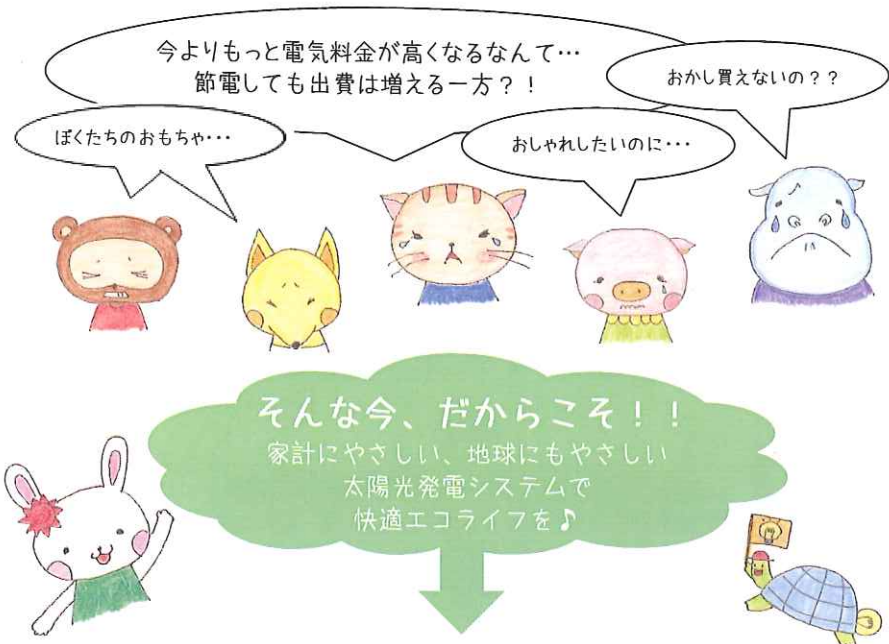 今よりもっと電気料金が高くなるなんて…
節電しても出費は増える一方？！
おかし買えないの？？
ぼくたちのおもちゃ…
おしゃれしたいのに…
そんな今、だからこそ！！
家計にやさしい、地球にもやさしい
太陽光発電システムで
快適エコライフを♪